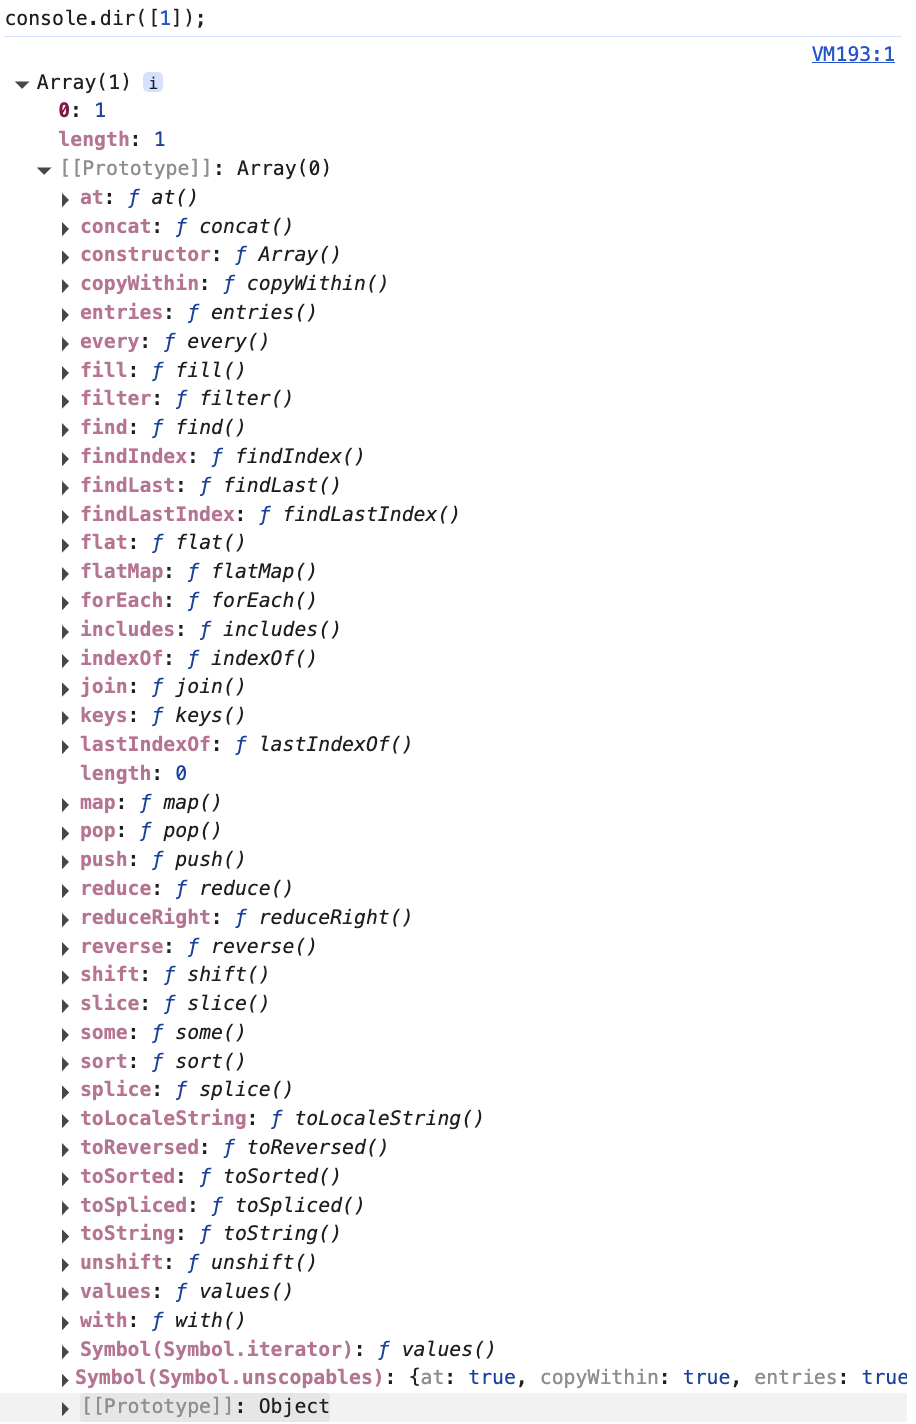 console.dir([1]);
VM193:1
Array(1) i
0: 1
length: 1
[[Prototype]]: Array(0)
at: ƒ at()
concat: ƒ concat()
constructor: ƒ Array()
copyWithin: ƒ copyWithin()
entries: ƒ entries()
every: ƒ every()
fill: ƒ fill()
filter: ƒ filter()
find: ƒ find()
findIndex: ƒ findIndex()
findLast: ƒ findLast()
findLastIndex: ƒ findLastIndex()
flat: ƒ flat()
flatMap: ƒ flatMap()
forEach: ƒ forEach()
includes: ƒ includes()
indexOf: ƒ indexOf()
join: ƒ join()
keys: ƒ keys()
lastIndexOf: ƒ lastIndexOf()
length: 0
map: ƒ map()
pop: ƒ pop()
push: ƒ push()
reduce: ƒ reduce()
reduceRight: ƒ reduceRight()
reverse: ƒ reverse()
shift: ƒ shift()
slice: ƒ slice()
some: ƒ some()
sort: ƒ sort()
splice: ƒ splice()
toLocaleString: ƒ toLocaleString()
toReversed: ƒ toReversed()
toSorted: ƒ toSorted()
toSpliced: ƒ toSpliced()
toString: ƒ toString()
unshift: ƒ unshift()
values: ƒ values()
with: ƒ with()
Symbol(Symbol.iterator): ƒ values()
Symbol(Symbol.unscopables): {at: true, copyWithin: true, entries: true
[[Prototype]]: Object